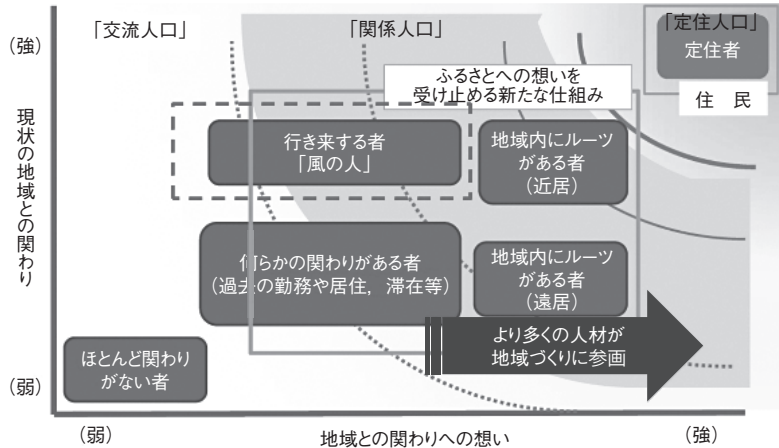 「交流人口」
「関係人口」
「定住人口」
(強)
定住者
ふるさとへの想いを
受け止める新たな仕組み
住 民
現状の地域との関わり
行き来する者
「風の人」
地域内にルーツ
がある者
(近居)
何らかの関わりがある者
(過去の勤務や居住,滞在等)
地域内にルーツ
がある者
(遠居)
より多くの人材が
地域づくりに参画
ほとんど関わり
がない者
(弱)
(弱)
地域との関わりへの想い
(強)